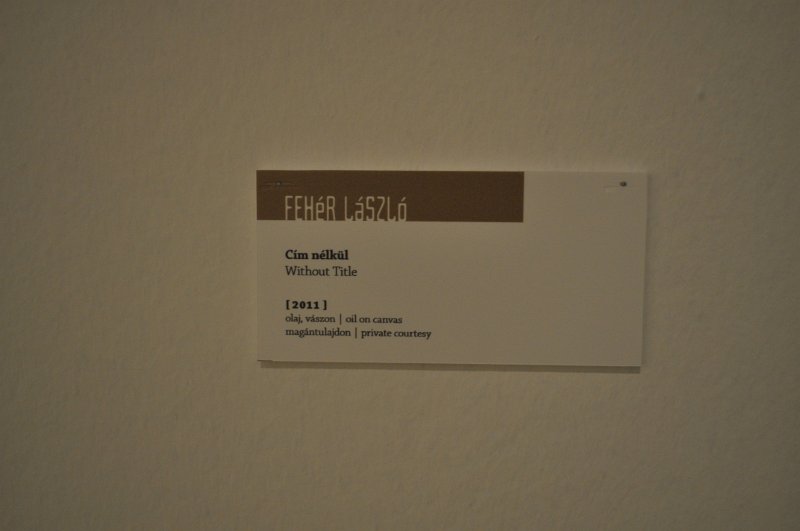 FEHéR LáSZLó
Cím nélkül
Without Title
[2011]
olaj, vászon | oil on canvas
magántulajdon | private courtesy